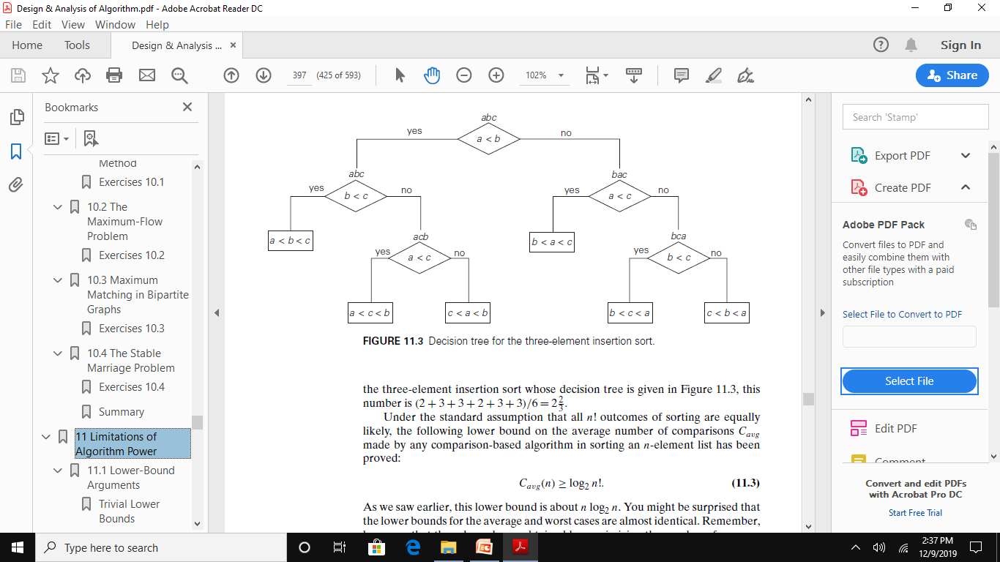 Design & Analysis of Algorithm.pdf - Adobe Acrobat Reader DC
File Edit View Window Help
Home Tools Design & Analysis ... × Sign In
397 (425 of 593) 102% Share
Bookmarks
Method
Exercises 10.1
10.2 The
Maximum-Flow
Problem
Exercises 10.2
10.3 Maximum
Matching in Bipartite
Graphs
Exercises 10.3
10.4 The Stable
Marriage Problem
Exercises 10.4
Summary
11 Limitations of
Algorithm Power
11.1 Lower-Bound
Arguments
Trivial Lower
Bounds
abc
yes a < b no
abc bac
yes b < c no yes a < c no
a < b < c acb b < a < c bca
yes a < c no yes b < c no
a < c < b c < a < b b < c < a c < b < a
FIGURE 11.3 Decision tree for the three-element insertion sort.
the three-element insertion sort whose decision tree is given in Figure 11.3, this
number is (2 + 3 + 3 + 2 + 3 + 3)/6 = 2 2/3.
Under the standard assumption that all n! outcomes of sorting are equally
likely, the following lower bound on the average number of comparisons Cavg
made by any comparison-based algorithm in sorting an n-element list has been
proved:
Cavg(n) ≥ log2 n!. (11.3)
As we saw earlier, this lower bound is about n log2 n. You might be surprised that
the lower bounds for the average and worst cases are almost identical. Remember,
Search 'Stamp'
Export PDF
Create PDF
Adobe PDF Pack
Convert files to PDF and
easily combine them with
other file types with a paid
subscription
Select File to Convert to PDF
Select File
Edit PDF
Comment
Convert and edit PDFs
with Acrobat Pro DC
Start Free Trial
Type here to search
2:37 PM
12/9/2019